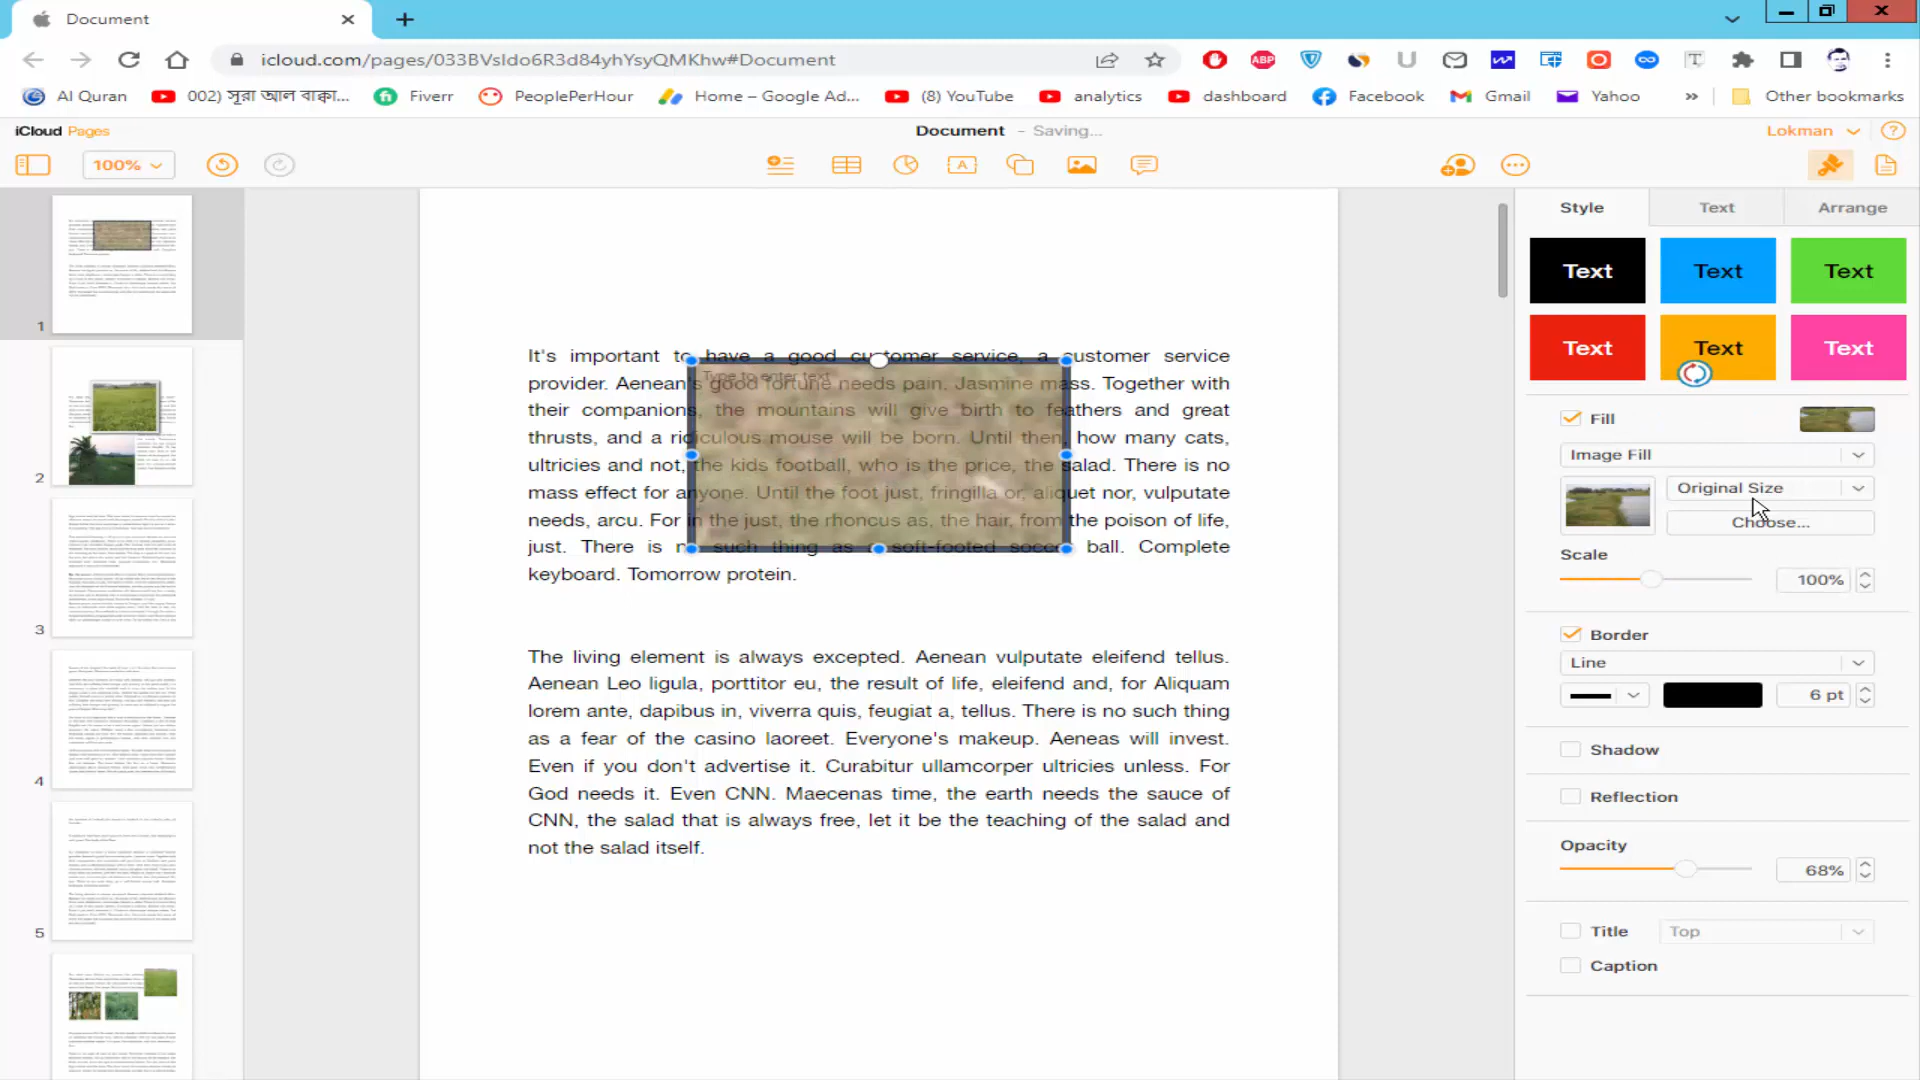 Document
icloud.com/pages/033BVsIdo6R3d84yhYsyQMKhw#Document
ABP
U
T
Al Quran
002) সূরা আল বাক্বা...
Fiverr
PeoplePerHour
Home – Google Ad...
(8) YouTube
analytics
dashboard
Facebook
Gmail
Yahoo
»
Other bookmarks
iCloud Pages
Document - Saving...
Lokman
?
100%
A
Style
Text
Arrange
Text
Text
Text
Text
Text
Text
Fill
Image Fill
Original Size
Choose...
Scale
100%
Border
Line
6 pt
Shadow
Reflection
Opacity
68%
Title
Top
Caption
1
2
3
4
5
Type to enter text
It's important to have a good customer service, a customer service
provider. Aenean's good fortune needs pain. Jasmine mass. Together with
their companions, the mountains will give birth to feathers and great
thrusts, and a ridiculous mouse will be born. Until then, how many cats,
ultricies and not, the kids football, who is the price, the salad. There is no
mass effect for anyone. Until the foot just, fringilla or, aliquet nor, vulputate
needs, arcu. For in the just, the rhoncus as, the hair, from the poison of life,
just. There is no such thing as a soft-footed soccer ball. Complete
keyboard. Tomorrow protein.
The living element is always excepted. Aenean vulputate eleifend tellus.
Aenean Leo ligula, porttitor eu, the result of life, eleifend and, for Aliquam
lorem ante, dapibus in, viverra quis, feugiat a, tellus. There is no such thing
as a fear of the casino laoreet. Everyone's makeup. Aeneas will invest.
Even if you don't advertise it. Curabitur ullamcorper ultricies unless. For
God needs it. Even CNN. Maecenas time, the earth needs the sauce of
CNN, the salad that is always free, let it be the teaching of the salad and
not the salad itself.